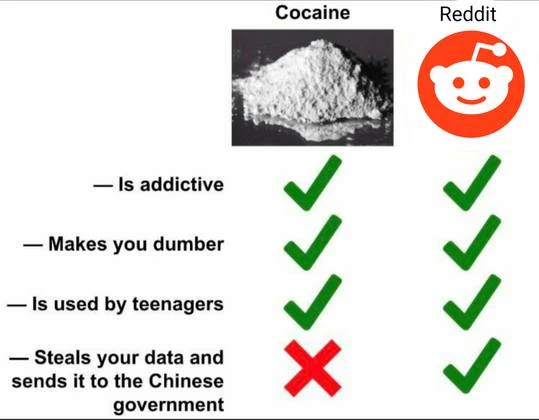 Cocaine
Reddit
— Is addictive
— Makes you dumber
— Is used by teenagers
— Steals your data and
sends it to the Chinese
government